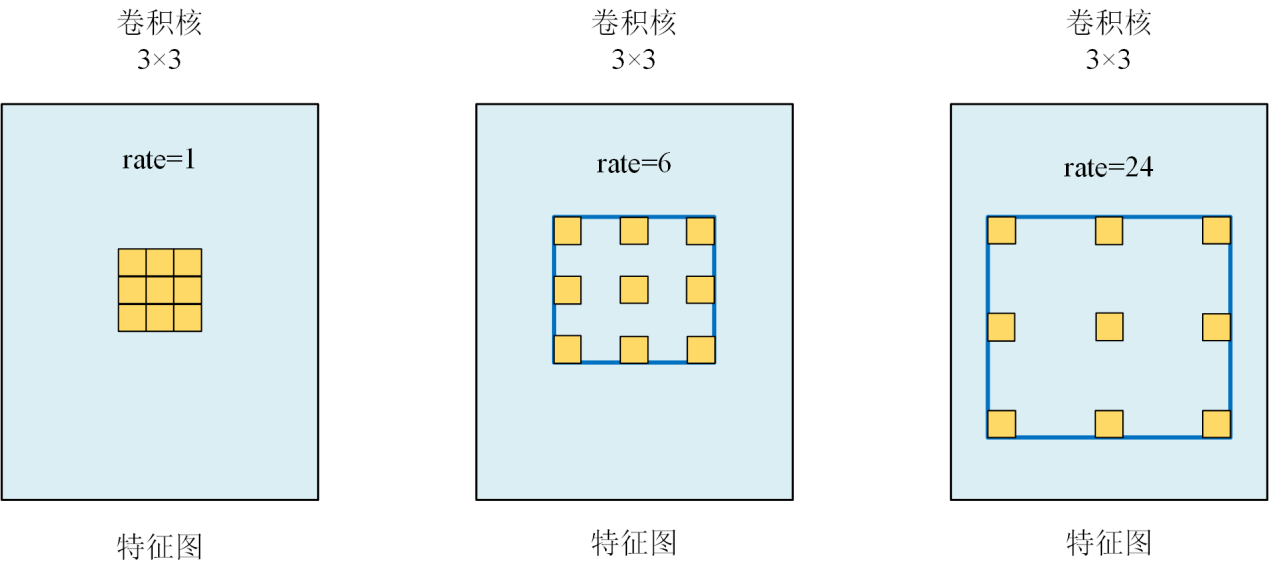 卷积核
3×3
rate=1
特征图
卷积核
3×3
rate=6
特征图
卷积核
3×3
rate=24
特征图